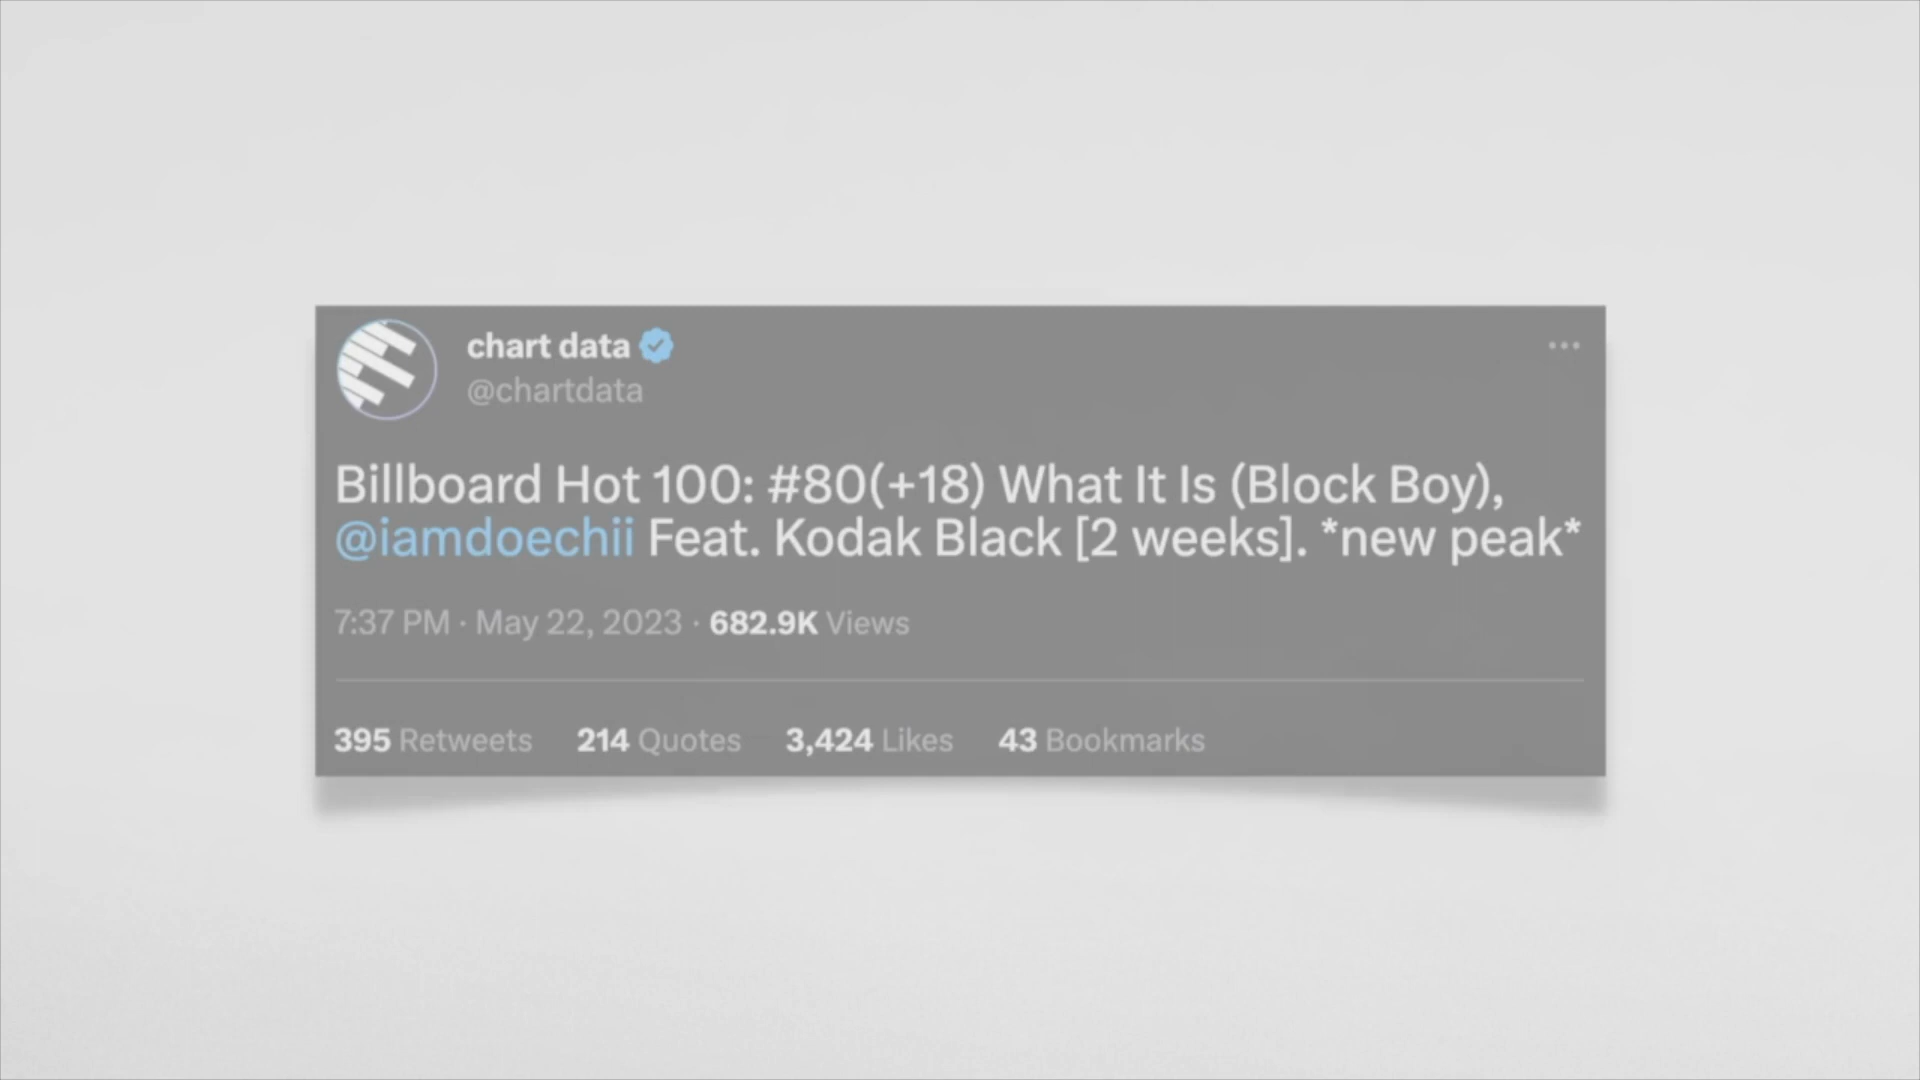 chart data
@chartdata
Billboard Hot 100: #80(+18) What It Is (Block Boy),
@iamdoechii Feat. Kodak Black [2 weeks]. *new peak*
7:37 PM · May 22, 2023 · 682.9K Views
395 Retweets 214 Quotes 3,424 Likes 43 Bookmarks